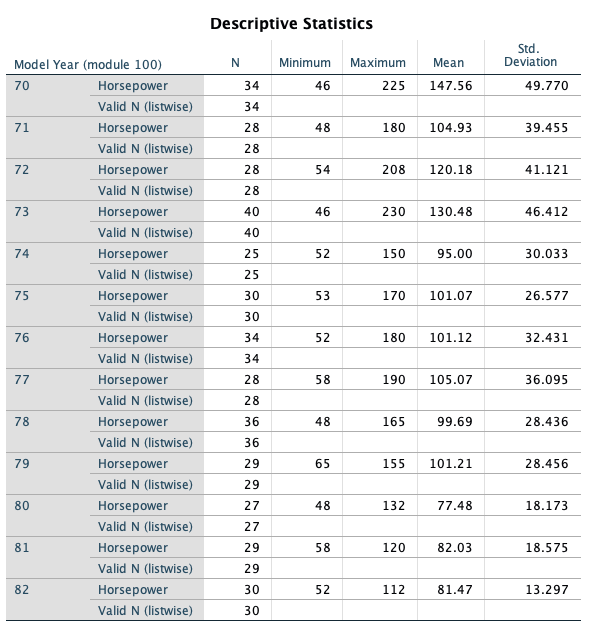 Descriptive Statistics
Model Year (module 100) N Minimum Maximum Mean Std. Deviation
70 Horsepower 34 46 225 147.56 49.770
Valid N (listwise) 34
71 Horsepower 28 48 180 104.93 39.455
Valid N (listwise) 28
72 Horsepower 28 54 208 120.18 41.121
Valid N (listwise) 28
73 Horsepower 40 46 230 130.48 46.412
Valid N (listwise) 40
74 Horsepower 25 52 150 95.00 30.033
Valid N (listwise) 25
75 Horsepower 30 53 170 101.07 26.577
Valid N (listwise) 30
76 Horsepower 34 52 180 101.12 32.431
Valid N (listwise) 34
77 Horsepower 28 58 190 105.07 36.095
Valid N (listwise) 28
78 Horsepower 36 48 165 99.69 28.436
Valid N (listwise) 36
79 Horsepower 29 65 155 101.21 28.456
Valid N (listwise) 29
80 Horsepower 27 48 132 77.48 18.173
Valid N (listwise) 27
81 Horsepower 29 58 120 82.03 18.575
Valid N (listwise) 29
82 Horsepower 30 52 112 81.47 13.297
Valid N (listwise) 30